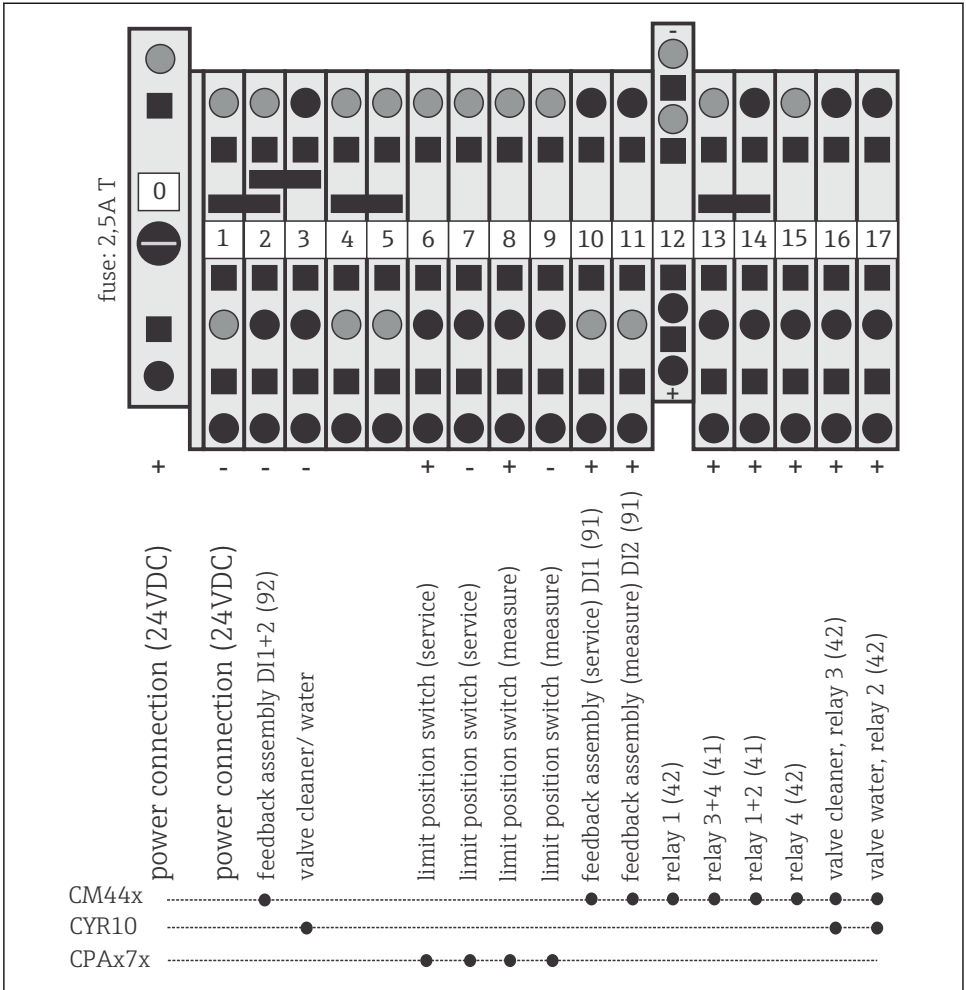 -
fuse: 2,5A T
0
1 2 3 4 5 6 7 8 9 10 11 12 13 14 15 16 17
+
+ - - - + - + - + + + + + + +
power connection (24VDC)
power connection (24VDC)
feedback assembly DI1+2 (92)
valve cleaner/ water
limit position switch (service)
limit position switch (service)
limit position switch (measure)
limit position switch (measure)
feedback assembly (service) DI1 (91)
feedback assembly (measure) DI2 (91)
relay 1 (42)
relay 3+4 (41)
relay 1+2 (41)
relay 4 (42)
valve cleaner, relay 3 (42)
valve water, relay 2 (42)
CM44x
CYR10
CPAx7x